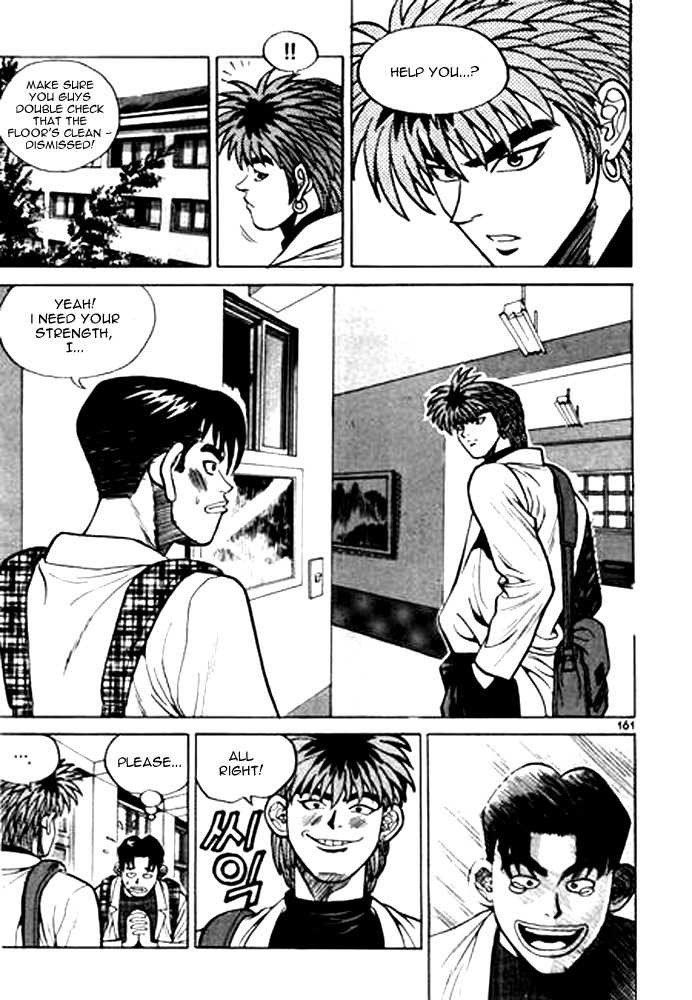 MAKE SURE
YOU GUYS
DOUBLE CHECK
THAT THE
FLOOR'S CLEAN -
DISMISSED!
!!
HELP YOU...?
YEAH!
I NEED YOUR
STRENGTH,
I...
161
...
PLEASE...
ALL
RIGHT!
씨
익